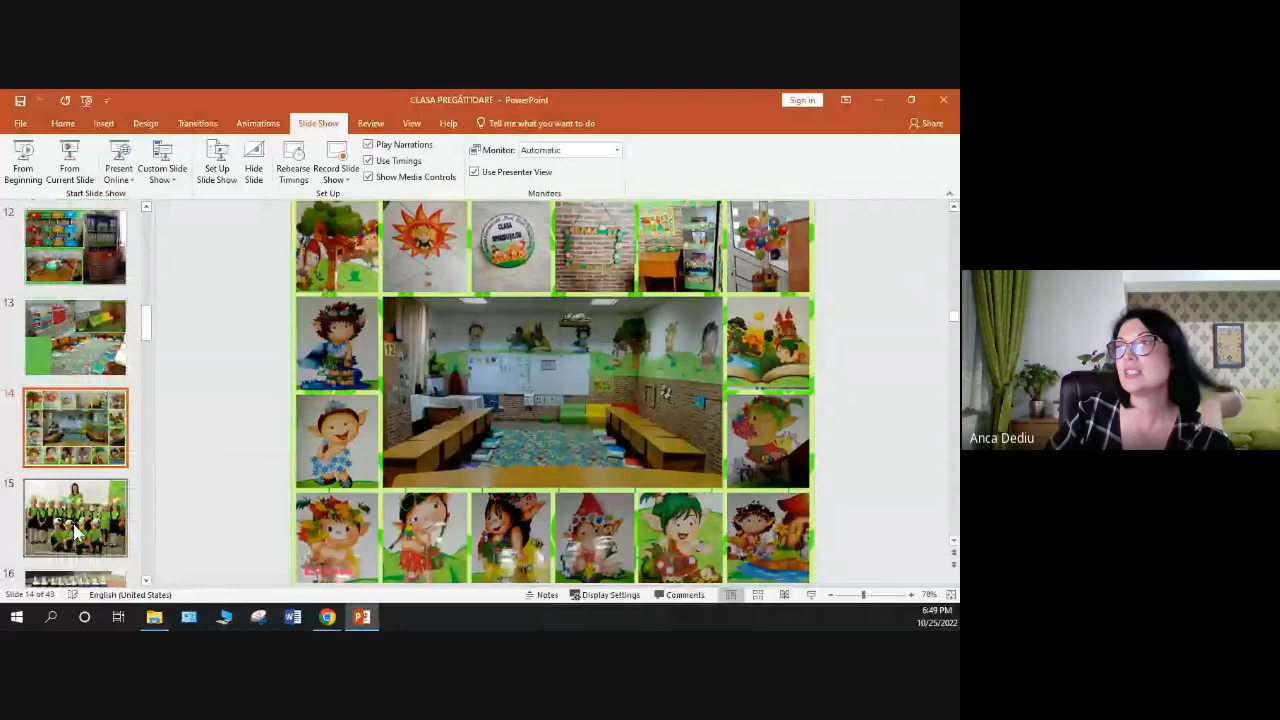 CLASA PREGĂTITOARE - PowerPoint
Sign in
File Home Insert Design Transitions Animations Slide Show Review View Help Tell me what you want to do
Share
From Beginning
From Current Slide
Present Online
Custom Slide Show
Set Up Slide Show
Hide Slide
Rehearse Timings
Record Slide Show
Play Narrations
Use Timings
Show Media Controls
Monitor: Automatic
Use Presenter View
Start Slide Show
Set Up
Monitors
12
13
14
15
16
CLASA
Anca Dediu
Slide 14 of 43
English (United States)
Notes
Display Settings
Comments
78%
6:49 PM
10/25/2022